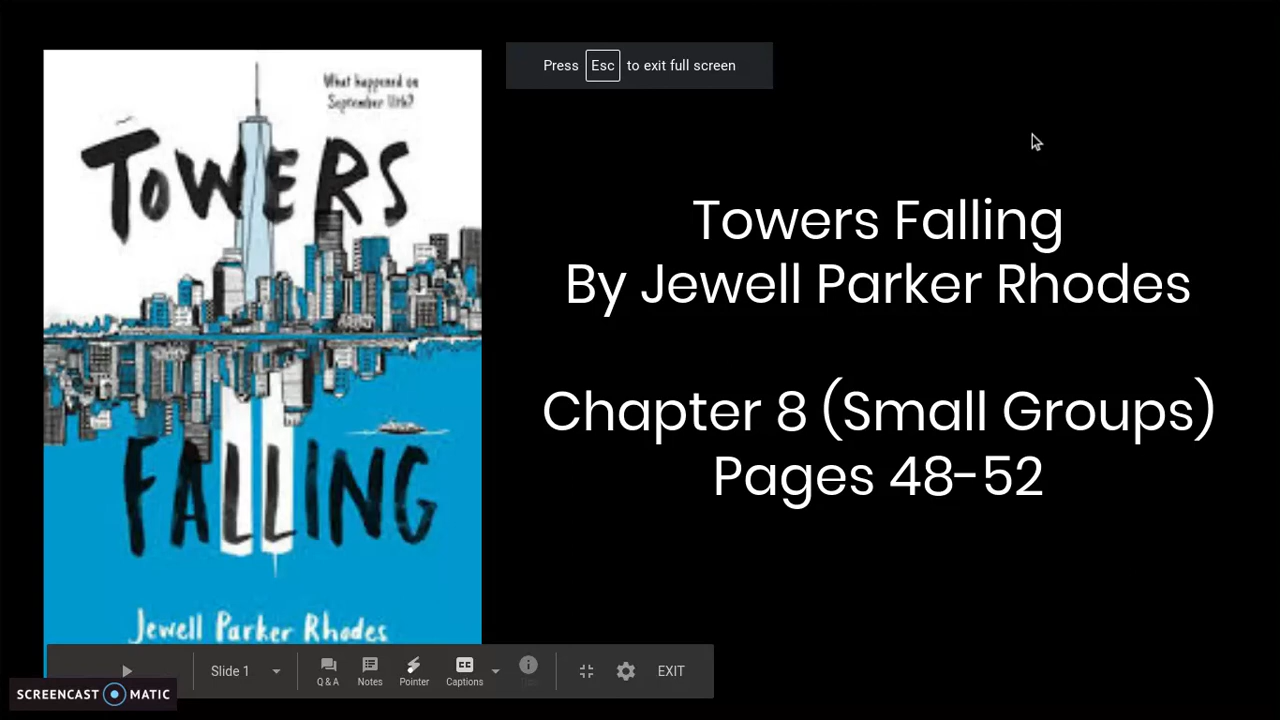 What happened on
September 11th?
TOWERS
FALLING
Jewell Parker Rhodes
Press Esc to exit full screen
Towers Falling
By Jewell Parker Rhodes
Chapter 8 (Small Groups)
Pages 48-52
Slide 1
Q & A
Notes
Pointer
Captions
EXIT
SCREENCAST MATIC